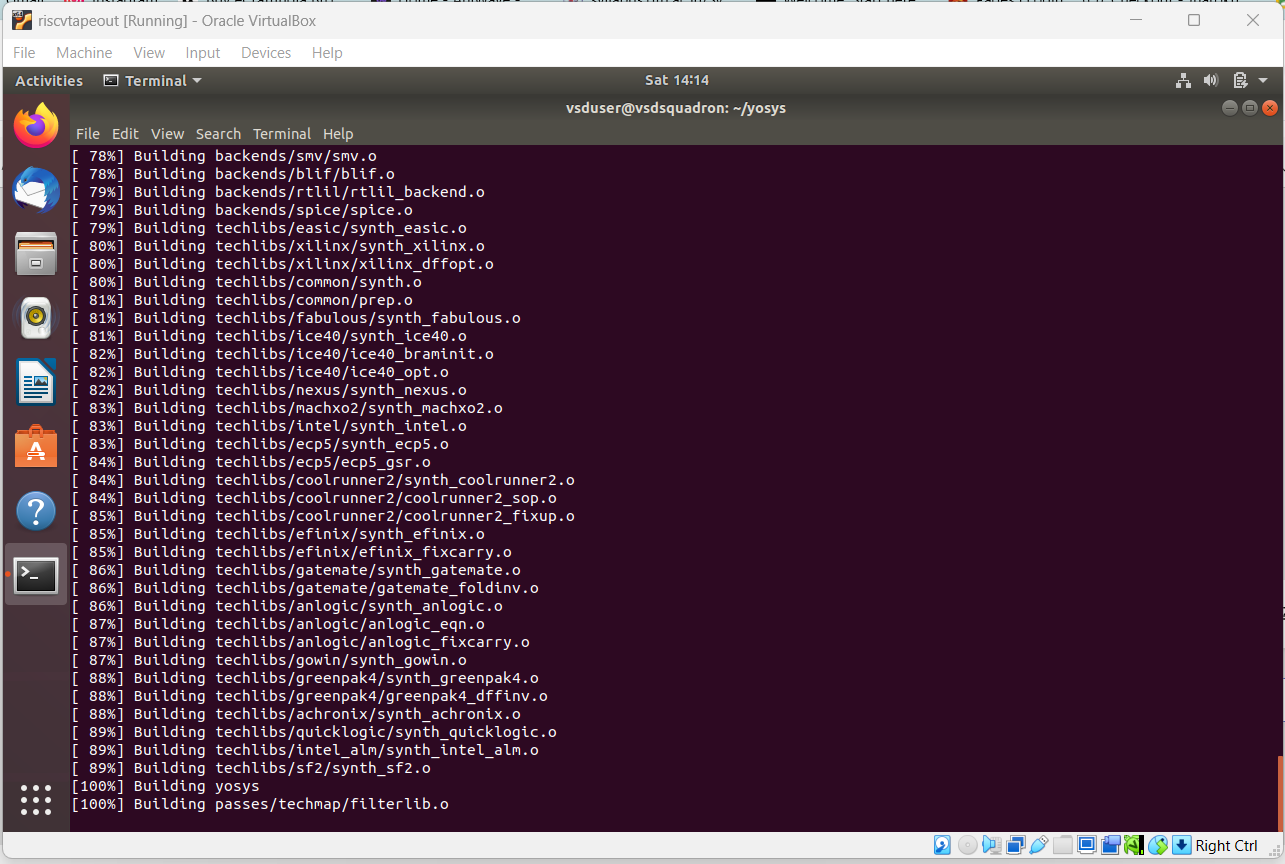 riscvtapeout [Running] - Oracle VirtualBox
File Machine View Input Devices Help
Activities Terminal Sat 14:14
vsduser@vsdsquadron: ~/yosys
File Edit View Search Terminal Help
[ 78%] Building backends/smv/smv.o
[ 78%] Building backends/blif/blif.o
[ 79%] Building backends/rtlil/rtlil_backend.o
[ 79%] Building backends/spice/spice.o
[ 79%] Building techlibs/easic/synth_easic.o
[ 80%] Building techlibs/xilinx/synth_xilinx.o
[ 80%] Building techlibs/xilinx/xilinx_dffopt.o
[ 80%] Building techlibs/common/synth.o
[ 81%] Building techlibs/common/prep.o
[ 81%] Building techlibs/fabulous/synth_fabulous.o
[ 81%] Building techlibs/ice40/synth_ice40.o
[ 82%] Building techlibs/ice40/ice40_braminit.o
[ 82%] Building techlibs/ice40/ice40_opt.o
[ 82%] Building techlibs/nexus/synth_nexus.o
[ 83%] Building techlibs/machxo2/synth_machxo2.o
[ 83%] Building techlibs/intel/synth_intel.o
[ 83%] Building techlibs/ecp5/synth_ecp5.o
[ 84%] Building techlibs/ecp5/ecp5_gsr.o
[ 84%] Building techlibs/coolrunner2/synth_coolrunner2.o
[ 84%] Building techlibs/coolrunner2/coolrunner2_sop.o
[ 85%] Building techlibs/coolrunner2/coolrunner2_fixup.o
[ 85%] Building techlibs/efinix/synth_efinix.o
[ 85%] Building techlibs/efinix/efinix_fixcarry.o
[ 86%] Building techlibs/gatemate/synth_gatemate.o
[ 86%] Building techlibs/gatemate/gatemate_foldinv.o
[ 86%] Building techlibs/anlogic/synth_anlogic.o
[ 87%] Building techlibs/anlogic/anlogic_eqn.o
[ 87%] Building techlibs/anlogic/anlogic_fixcarry.o
[ 87%] Building techlibs/gowin/synth_gowin.o
[ 88%] Building techlibs/greenpak4/synth_greenpak4.o
[ 88%] Building techlibs/greenpak4/greenpak4_dffinv.o
[ 88%] Building techlibs/achronix/synth_achronix.o
[ 89%] Building techlibs/quicklogic/synth_quicklogic.o
[ 89%] Building techlibs/intel_alm/synth_intel_alm.o
[ 89%] Building techlibs/sf2/synth_sf2.o
[100%] Building yosys
[100%] Building passes/techmap/filterlib.o
Right Ctrl